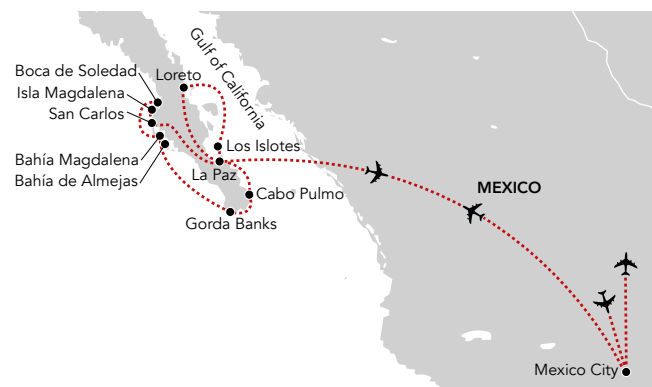 Boca de Soledad
Loreto
Gulf of California
Isla Magdalena
San Carlos
Los Islotes
Bahía Magdalena
La Paz
Bahía de Almejas
Cabo Pulmo
MEXICO
Gorda Banks
Mexico City